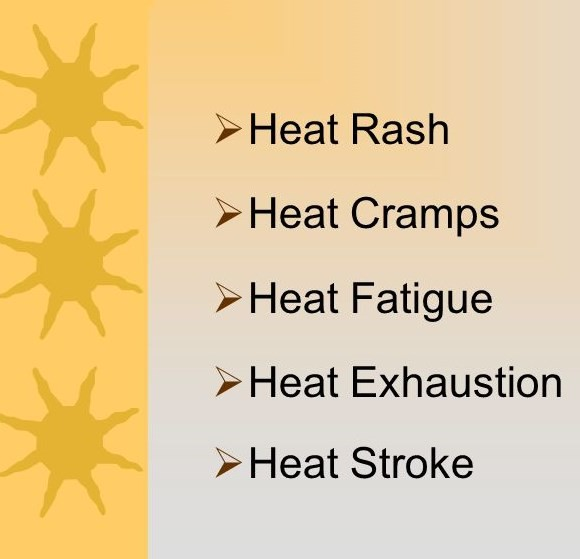 ➢Heat Rash
➢Heat Cramps
➢Heat Fatigue
➢Heat Exhaustion
➢Heat Stroke